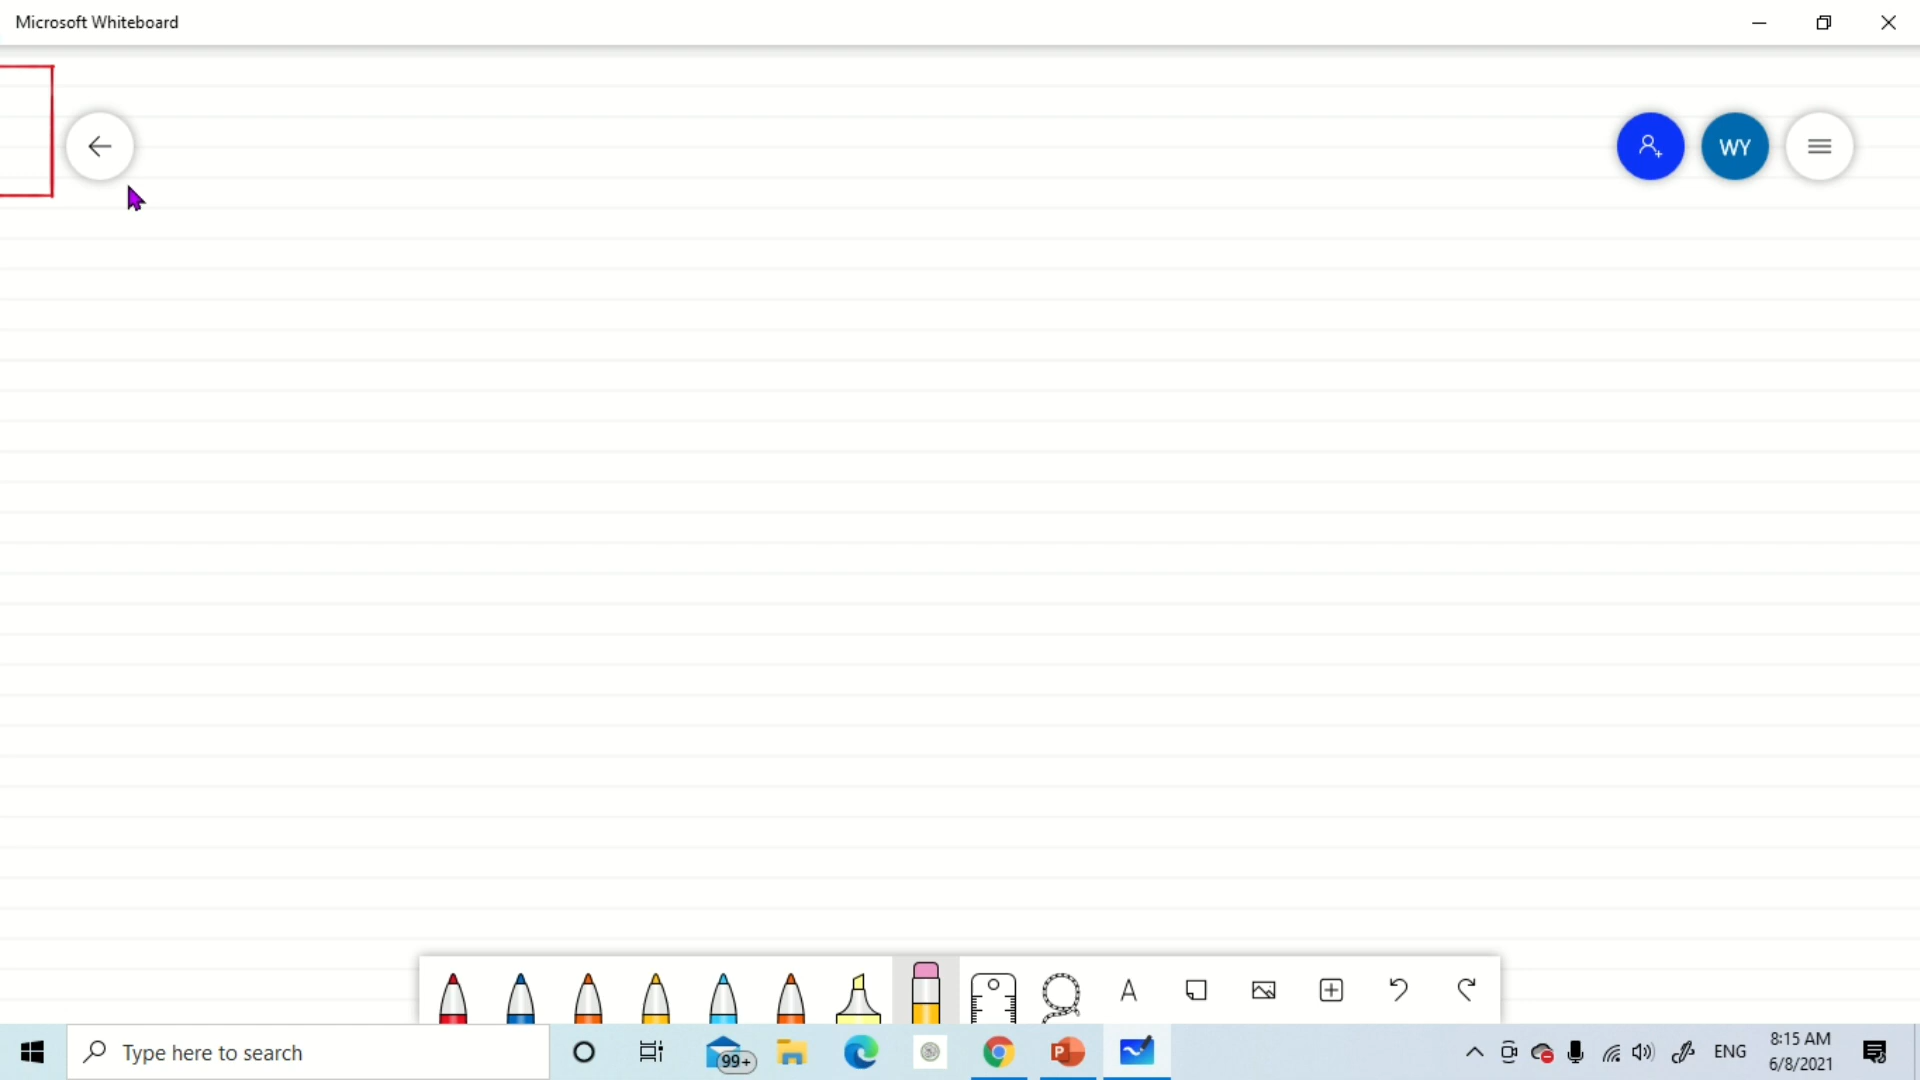 Microsoft Whiteboard
WY
A
Type here to search
99+
P
ENG
8:15 AM
6/8/2021